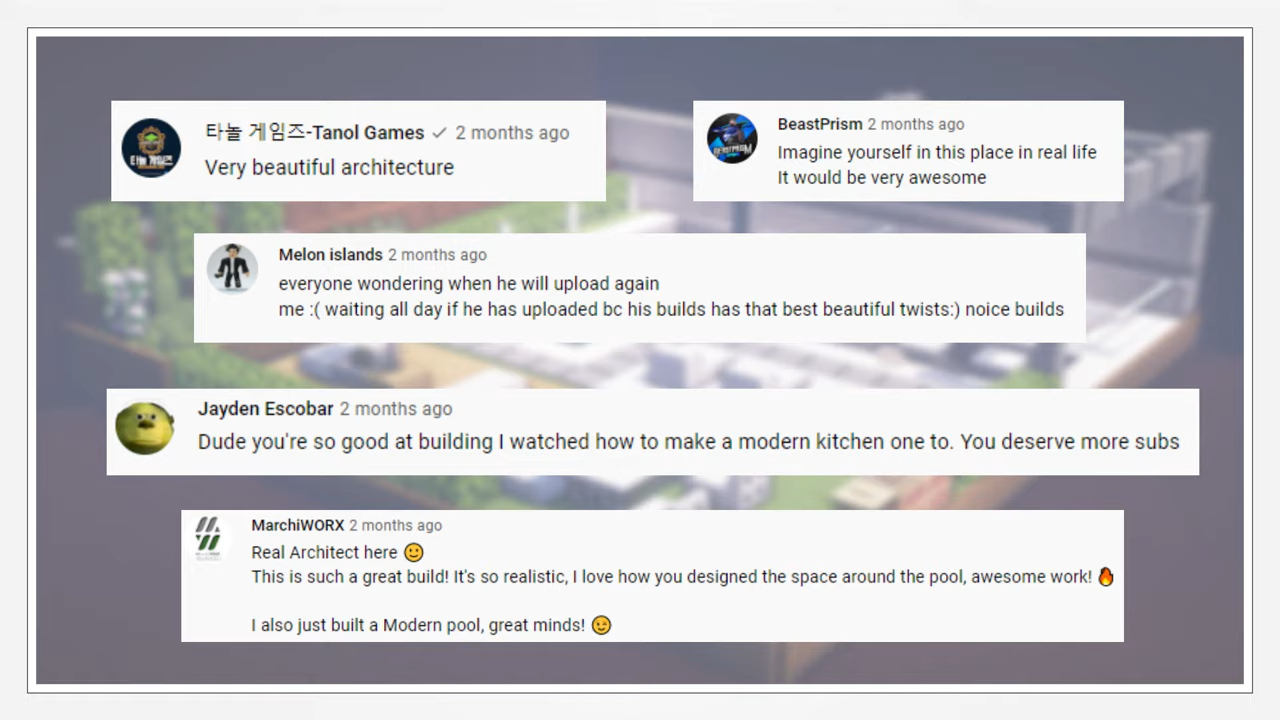 타놀 게임즈-Tanol Games ✓ 2 months ago
Very beautiful architecture
BeastPrism 2 months ago
Imagine yourself in this place in real life
It would be very awesome
Melon islands 2 months ago
everyone wondering when he will upload again
me :( waiting all day if he has uploaded bc his builds has that best beautiful twists:) noice builds
Jayden Escobar 2 months ago
Dude you're so good at building I watched how to make a modern kitchen one to. You deserve more subs
MarchiWORX 2 months ago
Real Architect here 🙂
This is such a great build! It's so realistic, I love how you designed the space around the pool, awesome work! 🔥
I also just built a Modern pool, great minds! 😉